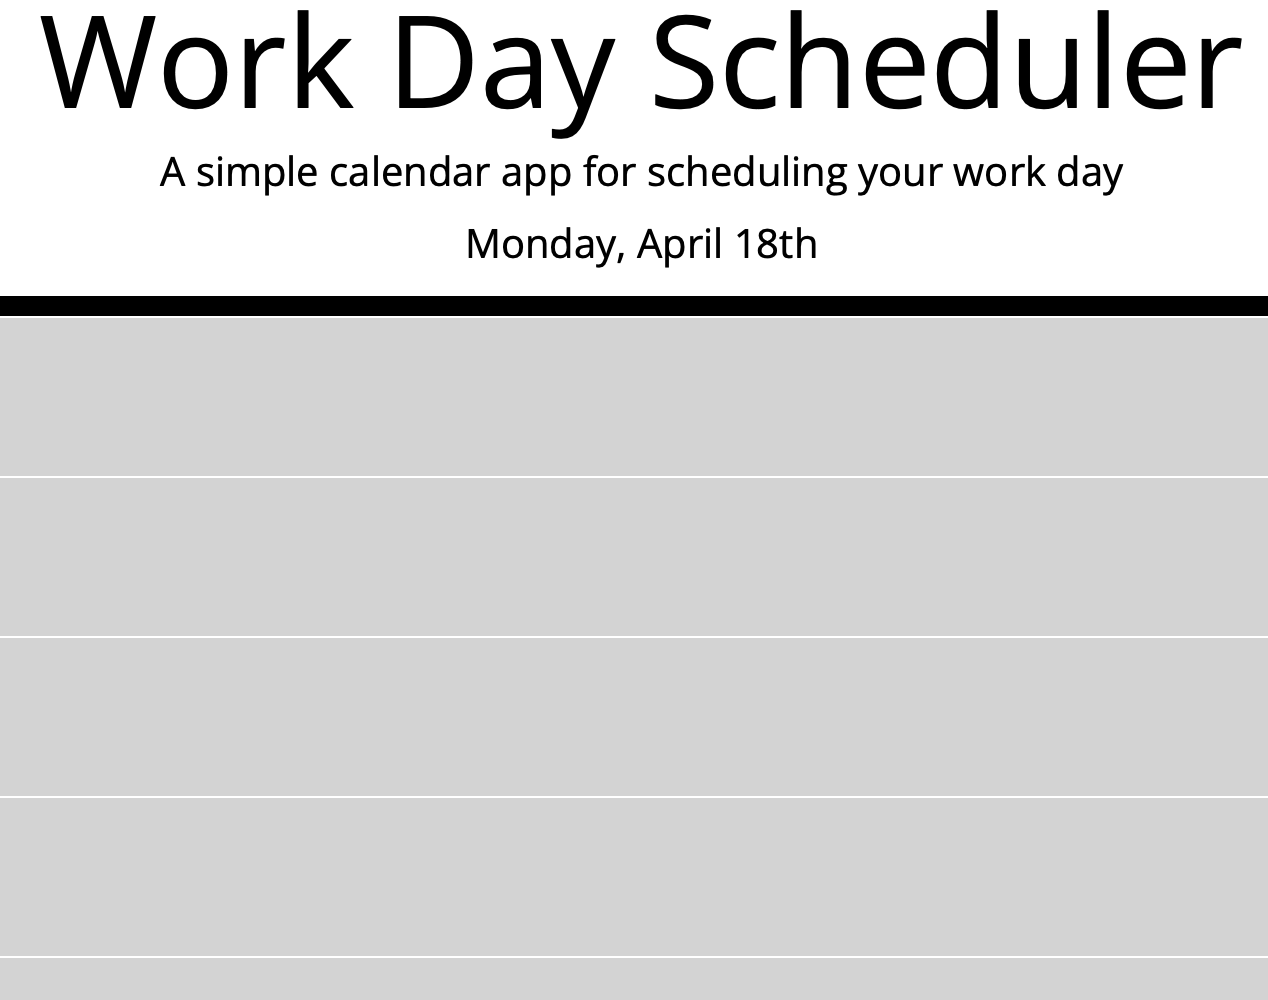 Work Day Scheduler
A simple calendar app for scheduling your work day
Monday, April 18th